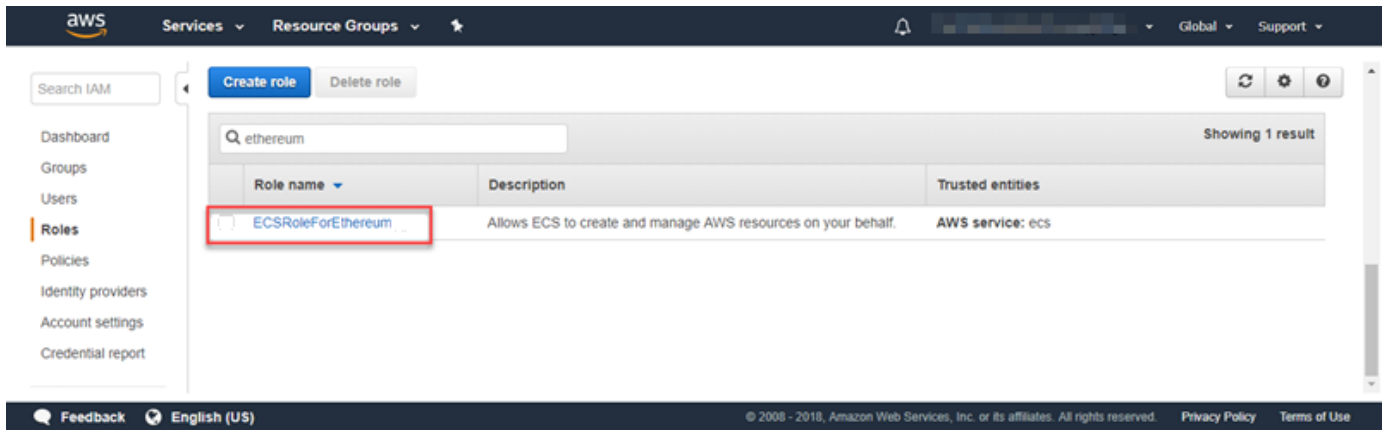 aws Services Resource Groups Global Support
Search IAM
Create role Delete role
Dashboard
Groups
Users
Roles
Policies
Identity providers
Account settings
Credential report
ethereum Showing 1 result
Role name Description Trusted entities
ECSRoleForEthereum Allows ECS to create and manage AWS resources on your behalf. AWS service: ecs
Feedback English (US) © 2008 - 2018, Amazon Web Services, Inc. or its affiliates. All rights reserved. Privacy Policy Terms of Use